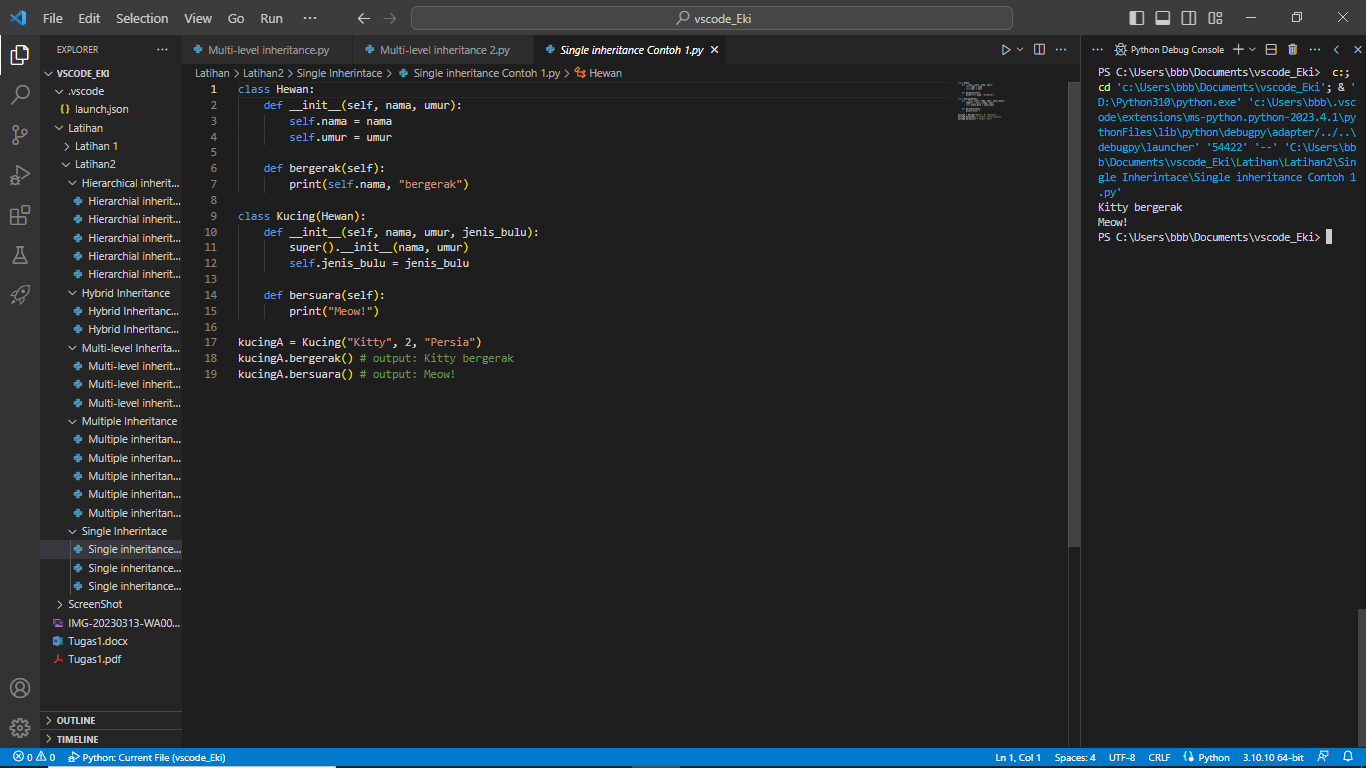 File Edit Selection View Go Run ··· vscode_Eki
EXPLORER ···
VSCODE_EKI
.vscode
{} launch.json
Latihan
Latihan 1
Latihan2
Hierarchical inherit...
Hierarchial inherit...
Hierarchial inherit...
Hierarchial inherit...
Hierarchial inherit...
Hierarchial inherit...
Hybrid Inheritance
Hybrid Inheritanc...
Hybrid Inheritanc...
Multi-level Inherita...
Multi-level inherit...
Multi-level inherit...
Multi-level inherit...
Multiple Inheritance
Multiple inheritan...
Multiple inheritan...
Multiple inheritan...
Multiple inheritan...
Multiple inheritan...
Single Inherintace
Single inheritance...
Single inheritance...
Single inheritance...
ScreenShot
IMG-20230313-WA00...
Tugas1.docx
Tugas1.pdf
OUTLINE
TIMELINE
Multi-level inheritance.py Multi-level inheritance 2.py Single inheritance Contoh 1.py
Latihan > Latihan2 > Single Inherintace > Single inheritance Contoh 1.py > Hewan
1 class Hewan:
2 def __init__(self, nama, umur):
3 self.nama = nama
4 self.umur = umur
5
6 def bergerak(self):
7 print(self.nama, "bergerak")
8
9 class Kucing(Hewan):
10 def __init__(self, nama, umur, jenis_bulu):
11 super().__init__(nama, umur)
12 self.jenis_bulu = jenis_bulu
13
14 def bersuara(self):
15 print("Meow!")
16
17 kucingA = Kucing("Kitty", 2, "Persia")
18 kucingA.bergerak() # output: Kitty bergerak
19 kucingA.bersuara() # output: Meow!
··· Python Debug Console
PS C:\Users\bbb\Documents\vscode_Eki> c:;
cd 'c:\Users\bbb\Documents\vscode_Eki'; & '
D:\Python310\python.exe' 'c:\Users\bbb\.vsc
ode\extensions\ms-python.python-2023.4.1\py
thonFiles\lib\python\debugpy\adapter/../..\
debugpy\launcher' '54422' '--' 'C:\Users\bb
b\Documents\vscode_Eki\Latihan\Latihan2\Sin
gle Inherintace\Single inheritance Contoh 1
.py'
Kitty bergerak
Meow!
PS C:\Users\bbb\Documents\vscode_Eki>
0 0 Python: Current File (vscode_Eki) Ln 1, Col 1 Spaces: 4 UTF-8 CRLF Python 3.10.10 64-bit